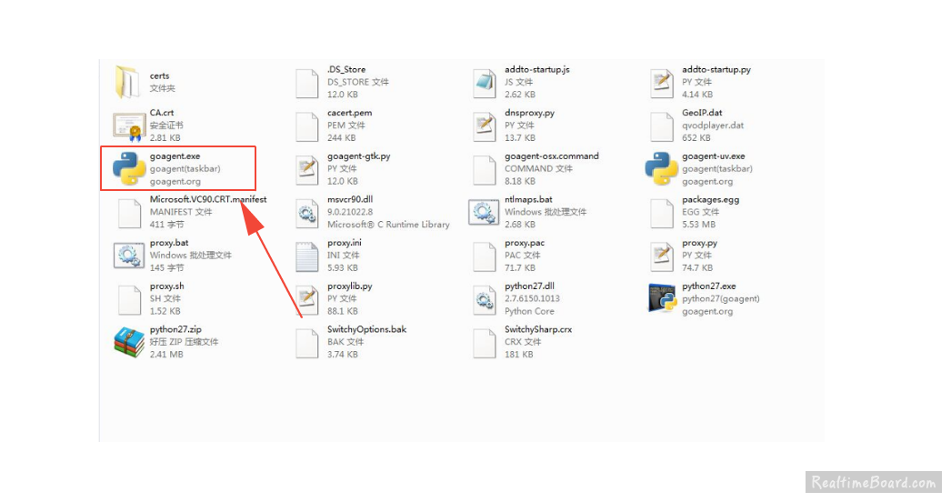 certs
文件夹
.DS_Store
DS_STORE 文件
12.0 KB
addto-startup.js
JS 文件
2.62 KB
addto-startup.py
PY 文件
4.14 KB
CA.crt
安全证书
2.81 KB
cacert.pem
PEM 文件
244 KB
dnsproxy.py
PY 文件
13.7 KB
GeoIP.dat
qvodplayer.dat
652 KB
goagent.exe
goagent(taskbar)
goagent.org
goagent-gtk.py
PY 文件
12.0 KB
goagent-osx.command
COMMAND 文件
8.18 KB
goagent-uv.exe
goagent(taskbar)
goagent.org
Microsoft.VC90.CRT.manifest
MANIFEST 文件
411 字节
msvcr90.dll
9.0.21022.8
Microsoft® C Runtime Library
ntlmaps.bat
Windows 批处理文件
2.68 KB
packages.egg
EGG 文件
5.53 MB
proxy.bat
Windows 批处理文件
145 字节
proxy.ini
INI 文件
5.93 KB
proxy.pac
PAC 文件
71.7 KB
proxy.py
PY 文件
74.7 KB
proxy.sh
SH 文件
1.52 KB
proxylib.py
PY 文件
88.1 KB
python27.dll
2.7.6150.1013
Python Core
python27.exe
python27(goagent)
goagent.org
python27.zip
好压 ZIP 压缩文件
2.41 MB
SwitchyOptions.bak
BAK 文件
3.74 KB
SwitchySharp.crx
CRX 文件
181 KB
RealtimeBoard.com